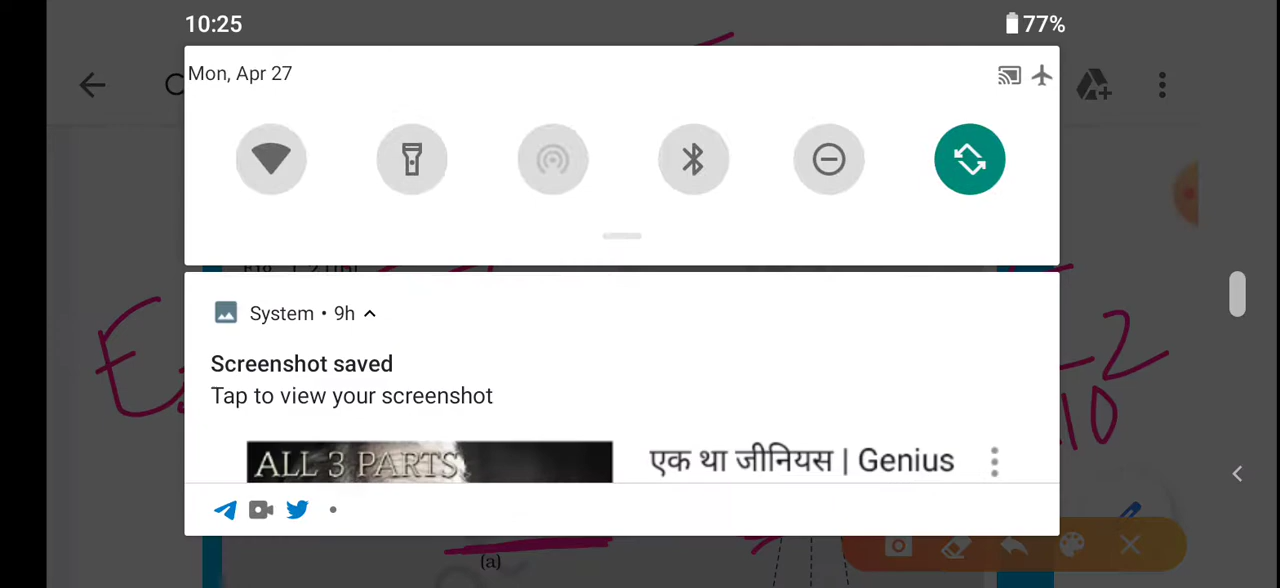 10:25
77%
Mon, Apr 27
System • 9h
Screenshot saved
Tap to view your screenshot
ALL 3 PARTS
एक था जीनियस | Genius
(a)